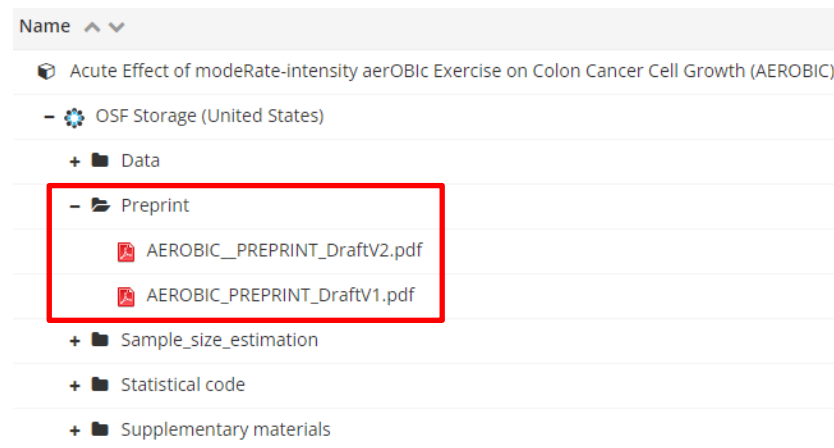 Name
Acute Effect of modeRate-intensity aerOBIc Exercise on Colon Cancer Cell Growth (AEROBIC)
OSF Storage (United States)
Data
Preprint
AEROBIC__PREPRINT_DraftV2.pdf
AEROBIC_PREPRINT_DraftV1.pdf
Sample_size_estimation
Statistical code
Supplementary materials